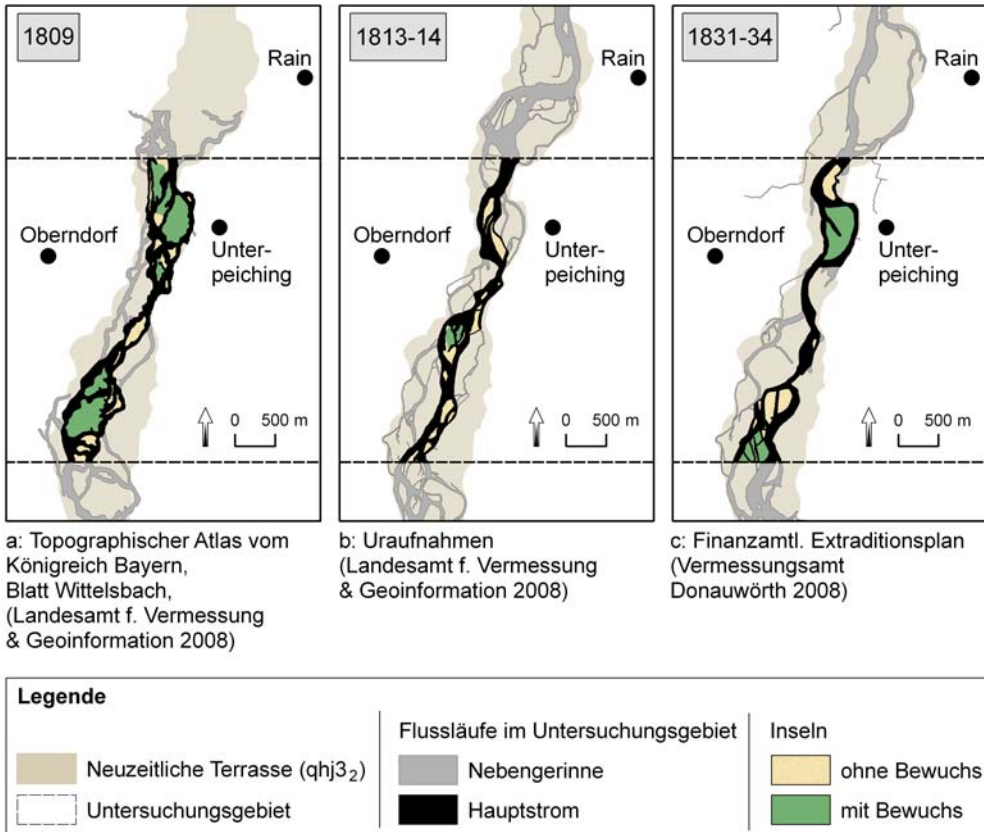 1809
Rain
Oberndorf
Unter-
peiching
0 500 m
1813-14
Rain
Oberndorf
Unter-
peiching
0 500 m
1831-34
Rain
Oberndorf
Unter-
peiching
0 500 m
a: Topographischer Atlas vom
Königreich Bayern,
Blatt Wittelsbach,
(Landesamt f. Vermessung
& Geoinformation 2008)
b: Uraufnahmen
(Landesamt f. Vermessung
& Geoinformation 2008)
c: Finanzamtl. Extraditionsplan
(Vermessungsamt
Donauwörth 2008)
Legende
Neuzeitliche Terrasse (qhj3₂)
Untersuchungsgebiet
Flussläufe im Untersuchungsgebiet
Nebengerinne
Hauptstrom
Inseln
ohne Bewuchs
mit Bewuchs